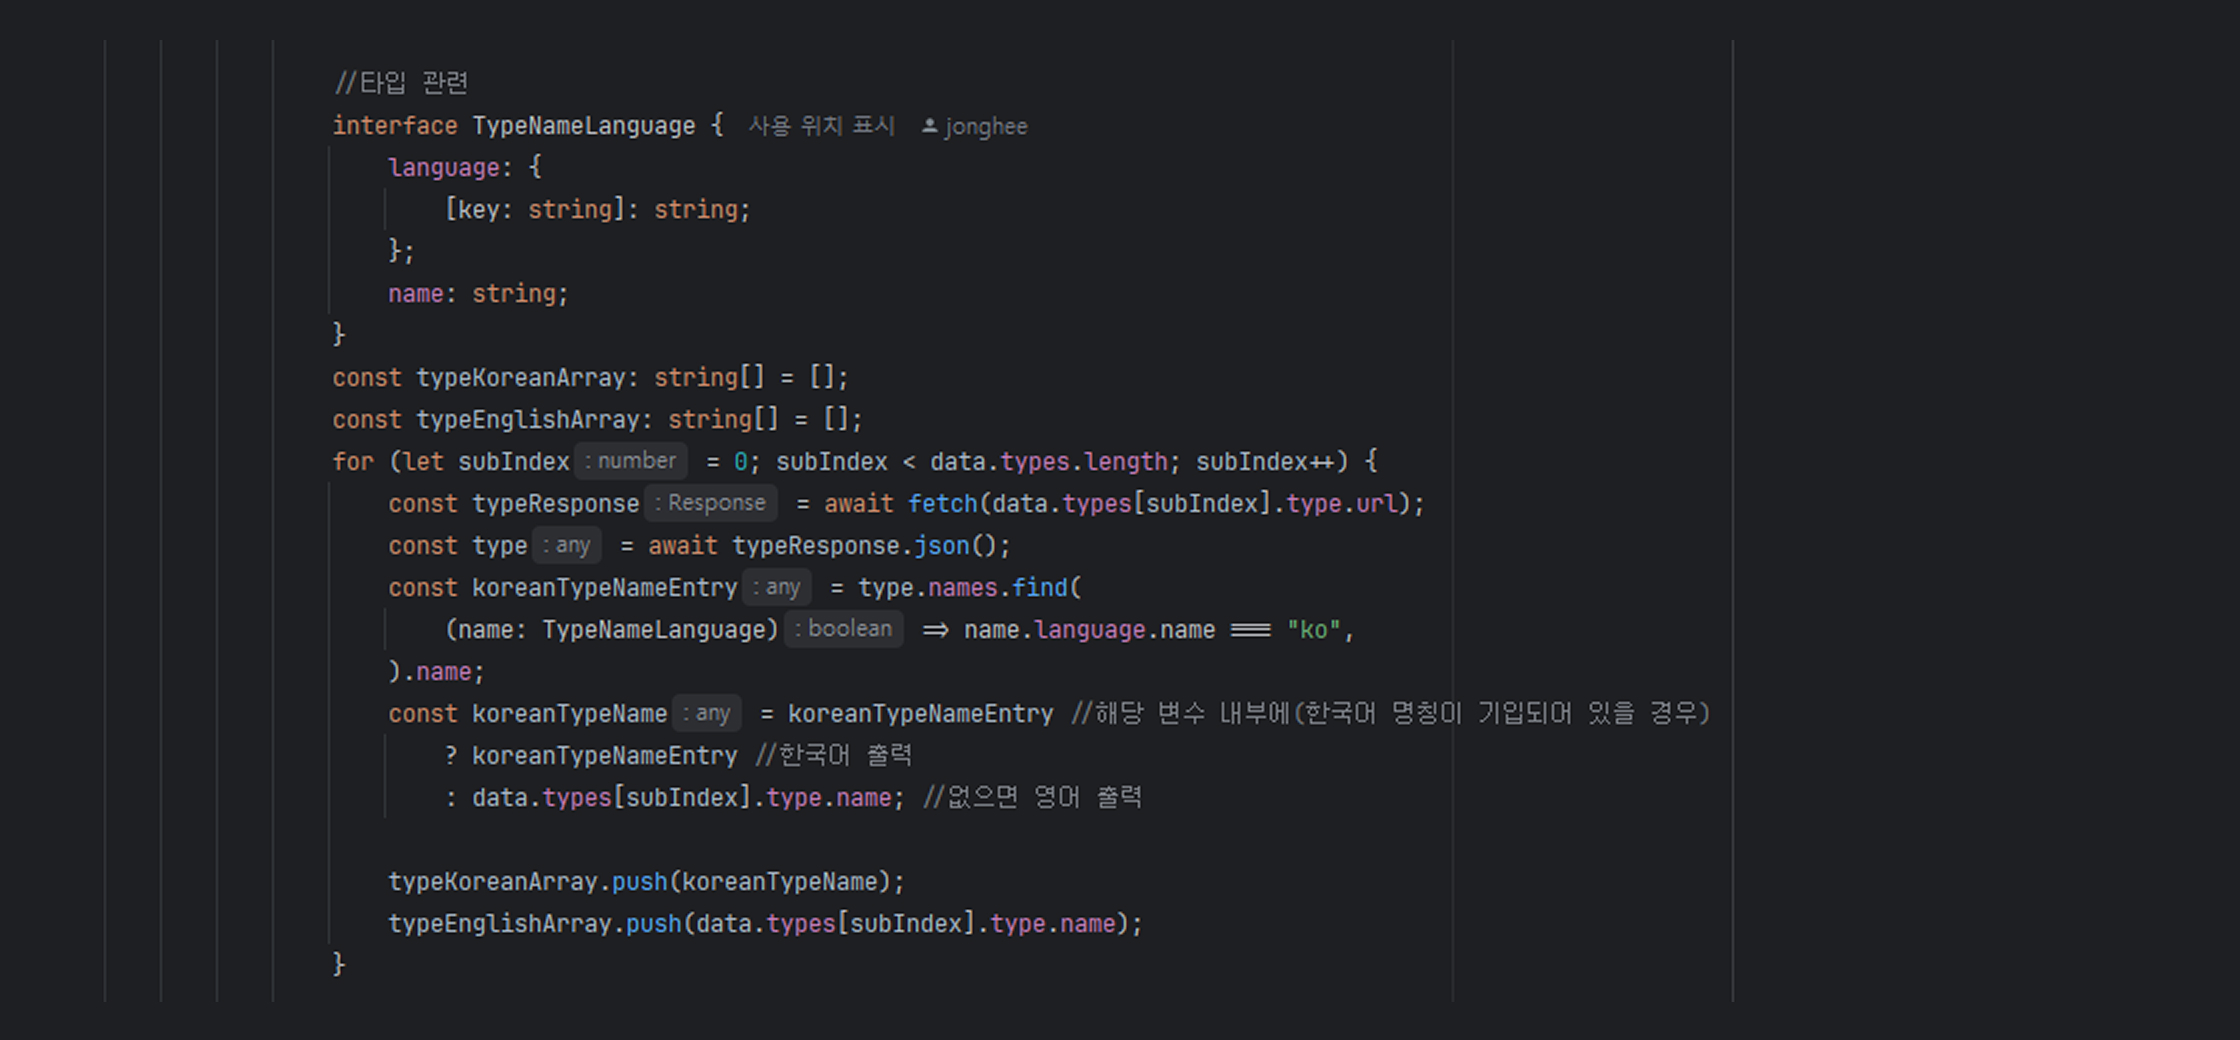 //타입 관련
interface TypeNameLanguage { 사용 위치 표시 jonghee
language: {
[key: string]: string;
};
name: string;
}
const typeKoreanArray: string[] = [];
const typeEnglishArray: string[] = [];
for (let subIndex : number = 0; subIndex < data.types.length; subIndex++) {
const typeResponse : Response = await fetch(data.types[subIndex].type.url);
const type : any = await typeResponse.json();
const koreanTypeNameEntry : any = type.names.find(
(name: TypeNameLanguage) : boolean => name.language.name === "ko",
).name;
const koreanTypeName : any = koreanTypeNameEntry //해당 변수 내부에(한국어 명칭이 기입되어 있을 경우)
? koreanTypeNameEntry //한국어 출력
: data.types[subIndex].type.name; //없으면 영어 출력
typeKoreanArray.push(koreanTypeName);
typeEnglishArray.push(data.types[subIndex].type.name);
}